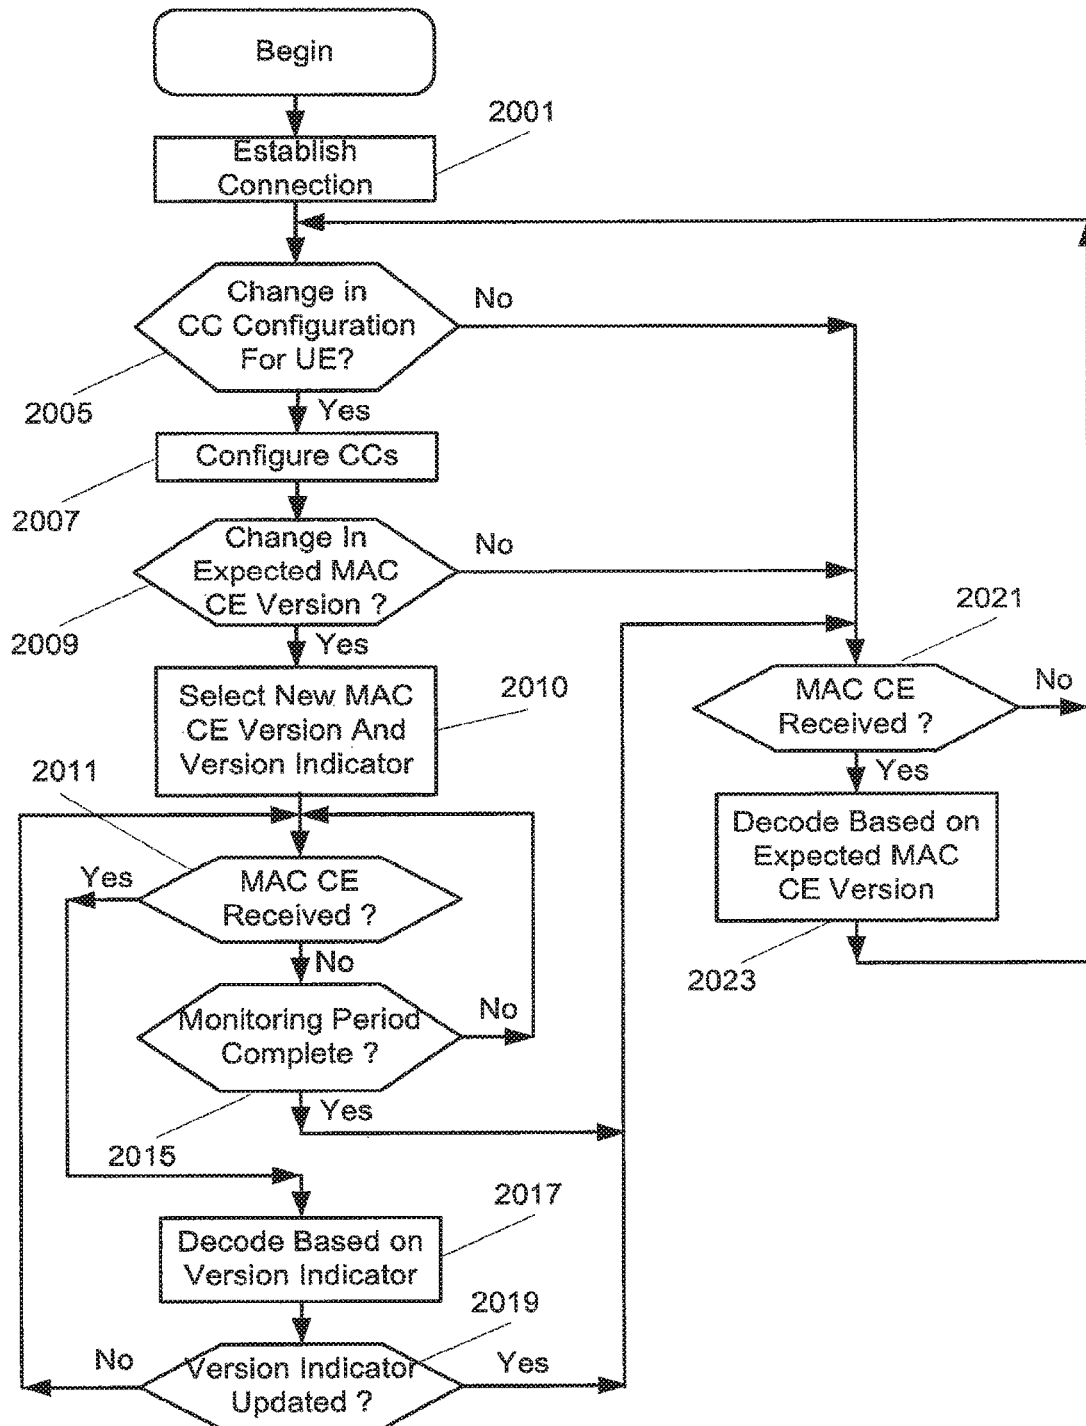 Begin
2001
Establish
Connection
Change in
CC Configuration
For UE?
No
2005
Yes
Configure CCs
2007
Change In
Expected MAC
CE Version ?
No
2009
Yes
Select New MAC
CE Version And
Version Indicator
2010
2011
Yes
MAC CE
Received ?
No
Monitoring Period
Complete ?
No
Yes
2015
2017
Decode Based on
Version Indicator
2019
No
Version Indicator
Updated ?
Yes
2021
MAC CE
Received ?
No
Yes
Decode Based on
Expected MAC
CE Version
2023